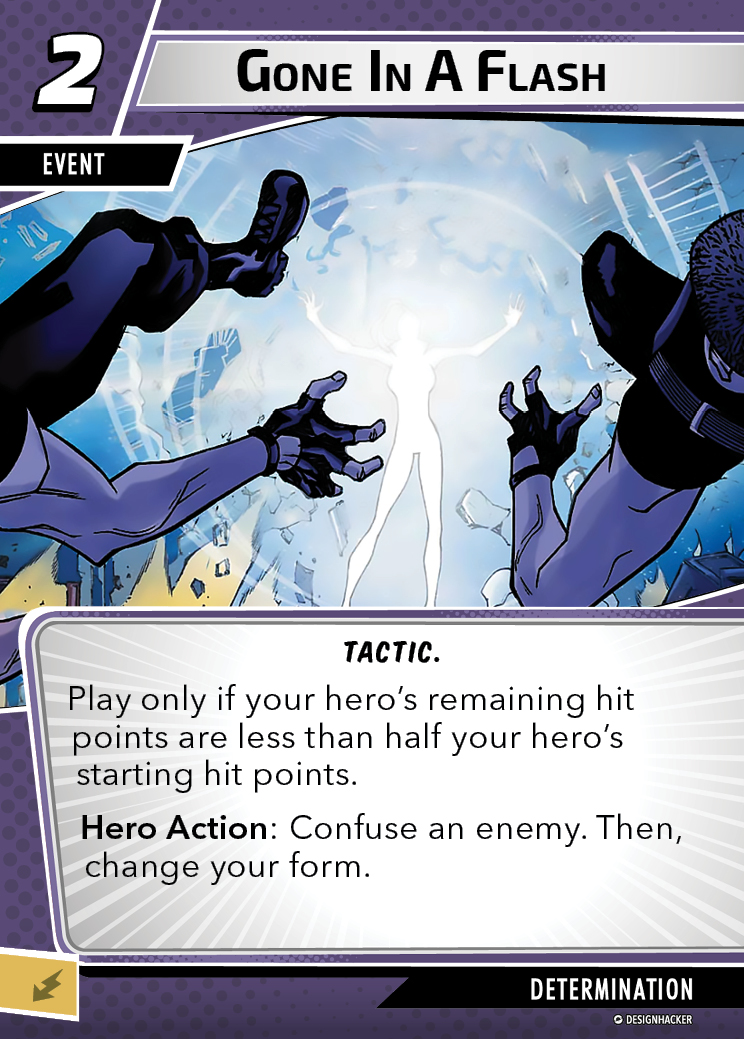 2
GONE IN A FLASH
EVENT
TACTIC.
Play only if your hero's remaining hit
points are less than half your hero's
starting hit points.
Hero Action: Confuse an enemy. Then,
change your form.
DETERMINATION
DESIGNHACKER